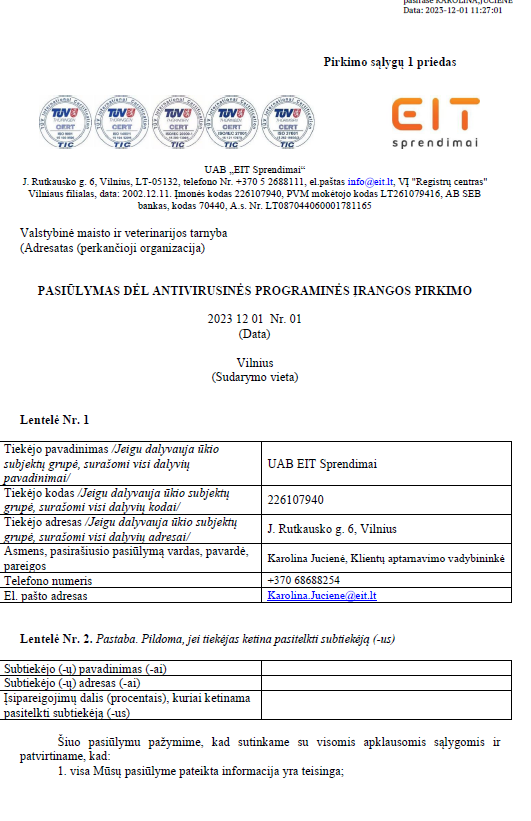 pasirašė KAROLINA,JUCIENĖ
Data: 2023-12-01 11:27:01
Pirkimo sąlygų 1 priedas
EIT
sprendimai
UAB „EIT Sprendimai“
J. Rutkausko g. 6, Vilnius, LT-05132, telefono Nr. +370 5 2688111, el.paštas info@eit.lt, VĮ "Registrų centras"
Vilniaus filialas, data: 2002.12.11. Įmonės kodas 226107940, PVM mokėtojo kodas LT261079416, AB SEB
bankas, kodas 70440, A.s. Nr. LT087044060001781165
Valstybinė maisto ir veterinarijos tarnyba
(Adresatas (perkančioji organizacija)
PASIŪLYMAS DĖL ANTIVIRUSINĖS PROGRAMINĖS ĮRANGOS PIRKIMO
2023 12 01 Nr. 01
(Data)
Vilnius
(Sudarymo vieta)
Lentelė Nr. 1
Tiekėjo pavadinimas /Jeigu dalyvauja ūkio
subjektų grupė, surašomi visi dalyvių
pavadinimai/
UAB EIT Sprendimai
Tiekėjo kodas /Jeigu dalyvauja ūkio subjektų
grupė, surašomi visi dalyvių kodai/
226107940
Tiekėjo adresas /Jeigu dalyvauja ūkio subjektų
grupė, surašomi visi dalyvių adresai/
J. Rutkausko g. 6, Vilnius
Asmens, pasirašiusio pasiūlymą vardas, pavardė,
pareigos
Karolina Jucienė, Klientų aptarnavimo vadybininkė
Telefono numeris
+370 68688254
El. pašto adresas
Karolina.Juciene@eit.lt
Lentelė Nr. 2. Pastaba. Pildoma, jei tiekėjas ketina pasitelkti subtiekėją (-us)
Subtiekėjo (-ų) pavadinimas (-ai)
Subtiekėjo (-ų) adresas (-ai)
Įsipareigojimų dalis (procentais), kuriai ketinama
pasitelkti subtiekėją (-us)
Šiuo pasiūlymu pažymime, kad sutinkame su visomis apklausomis sąlygomis ir
patvirtiname, kad:
1. visa Mūsų pasiūlyme pateikta informacija yra teisinga;